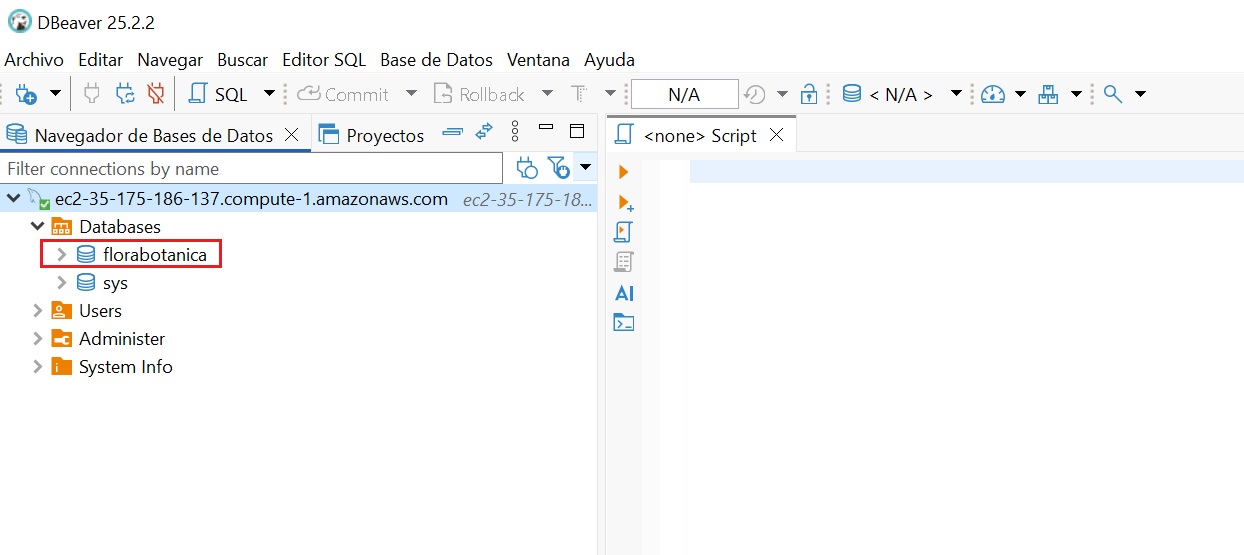 DBeaver 25.2.2
Archivo Editar Navegar Buscar Editor SQL Base de Datos Ventana Ayuda
SQL Commit Rollback T N/A < N/A >
Navegador de Bases de Datos Proyectos <none> Script
Filter connections by name
ec2-35-175-186-137.compute-1.amazonaws.com ec2-35-175-18...
Databases
florabotanica
sys
Users
Administer
System Info
AI